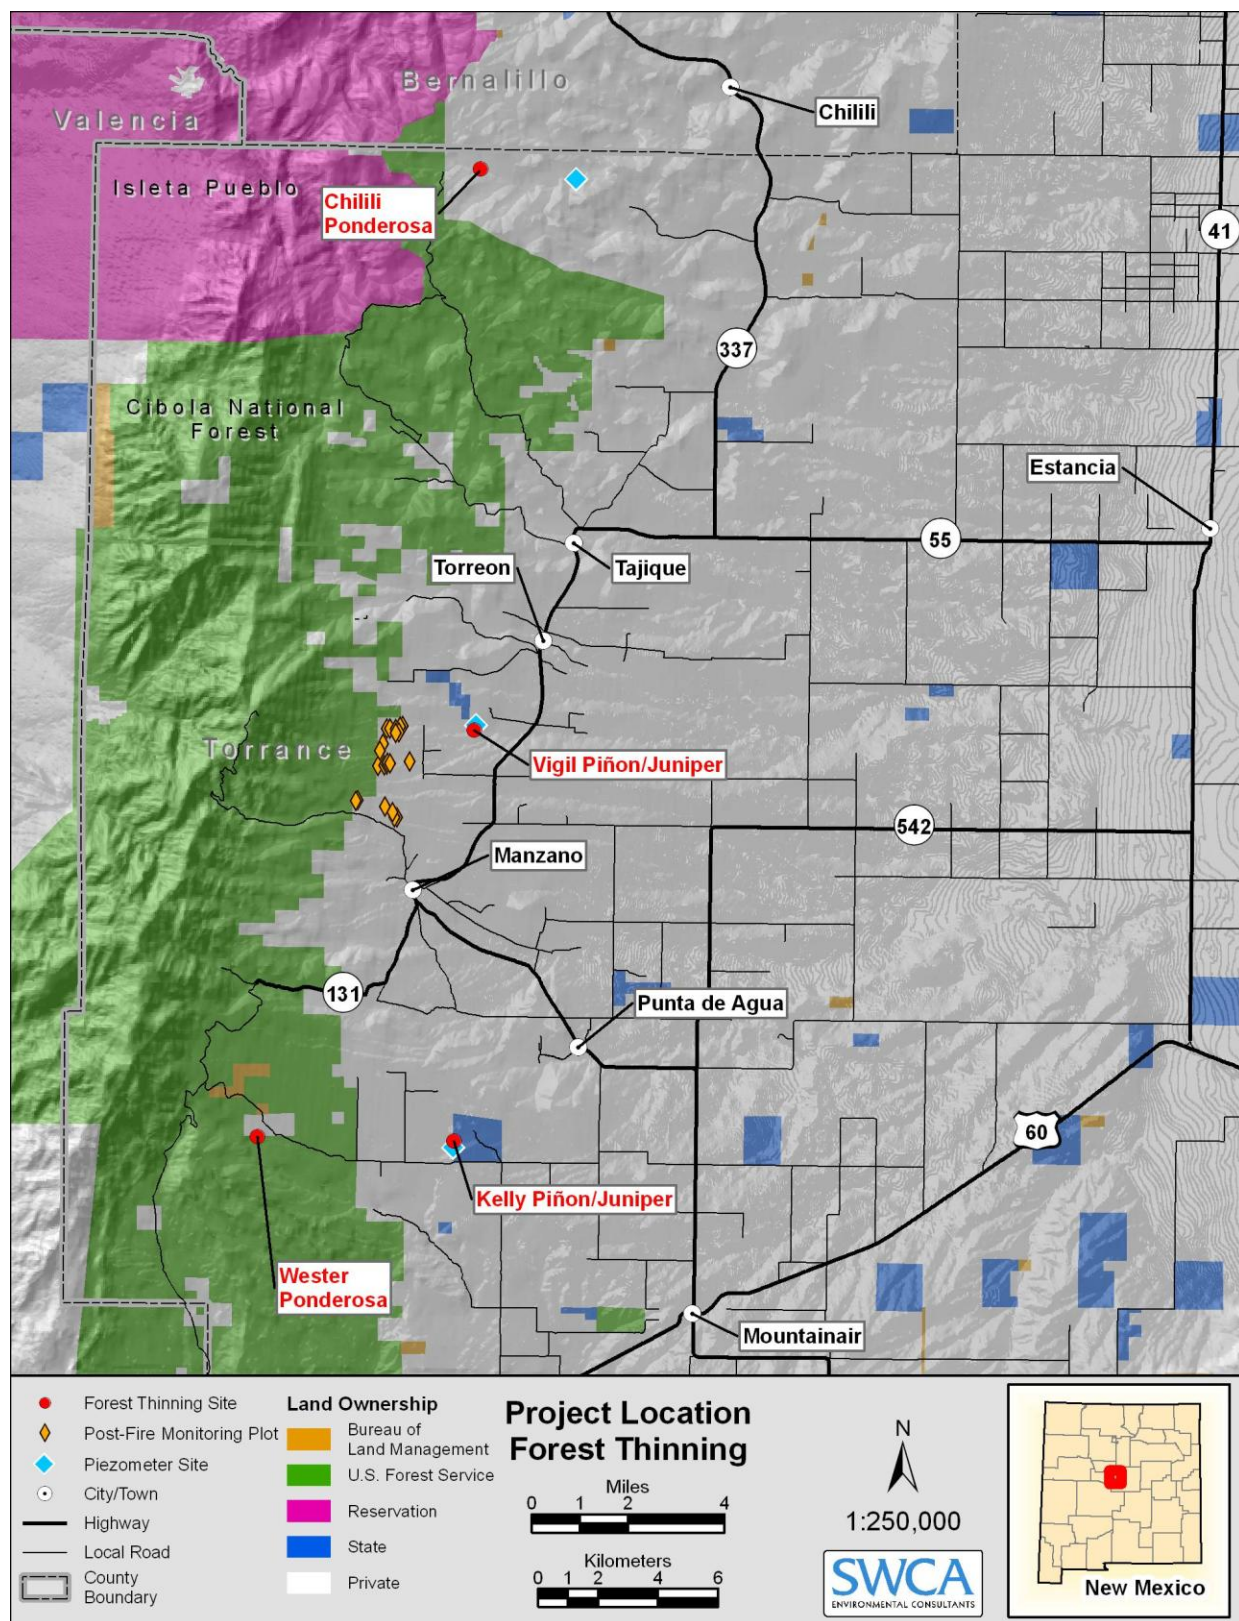 Bernalillo
Valencia
Chilili
Isleta Pueblo
Chilili
Ponderosa
41
337
Cibola National
Forest
Estancia
55
Torreon
Tajique
Torrance
Vigil Piñon/Juniper
542
Manzano
131
Punta de Agua
60
Kelly Piñon/Juniper
Wester
Ponderosa
Mountainair
Forest Thinning Site
Post-Fire Monitoring Plot
Piezometer Site
City/Town
Highway
Local Road
County
Boundary
Land Ownership
Bureau of
Land Management
U.S. Forest Service
Reservation
State
Private
Project Location
Forest Thinning
Miles
0 1 2 4
Kilometers
0 1 2 4 6
N
1:250,000
SWCA
ENVIRONMENTAL CONSULTANTS
New Mexico